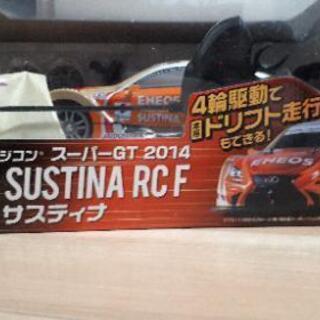 ENEOS
SUSTINA
4輪駆動で
ドリフト走行
もできる!
ジコン® スーパーGT 2014
SUSTINA RC F
サスティナ
ENEOS